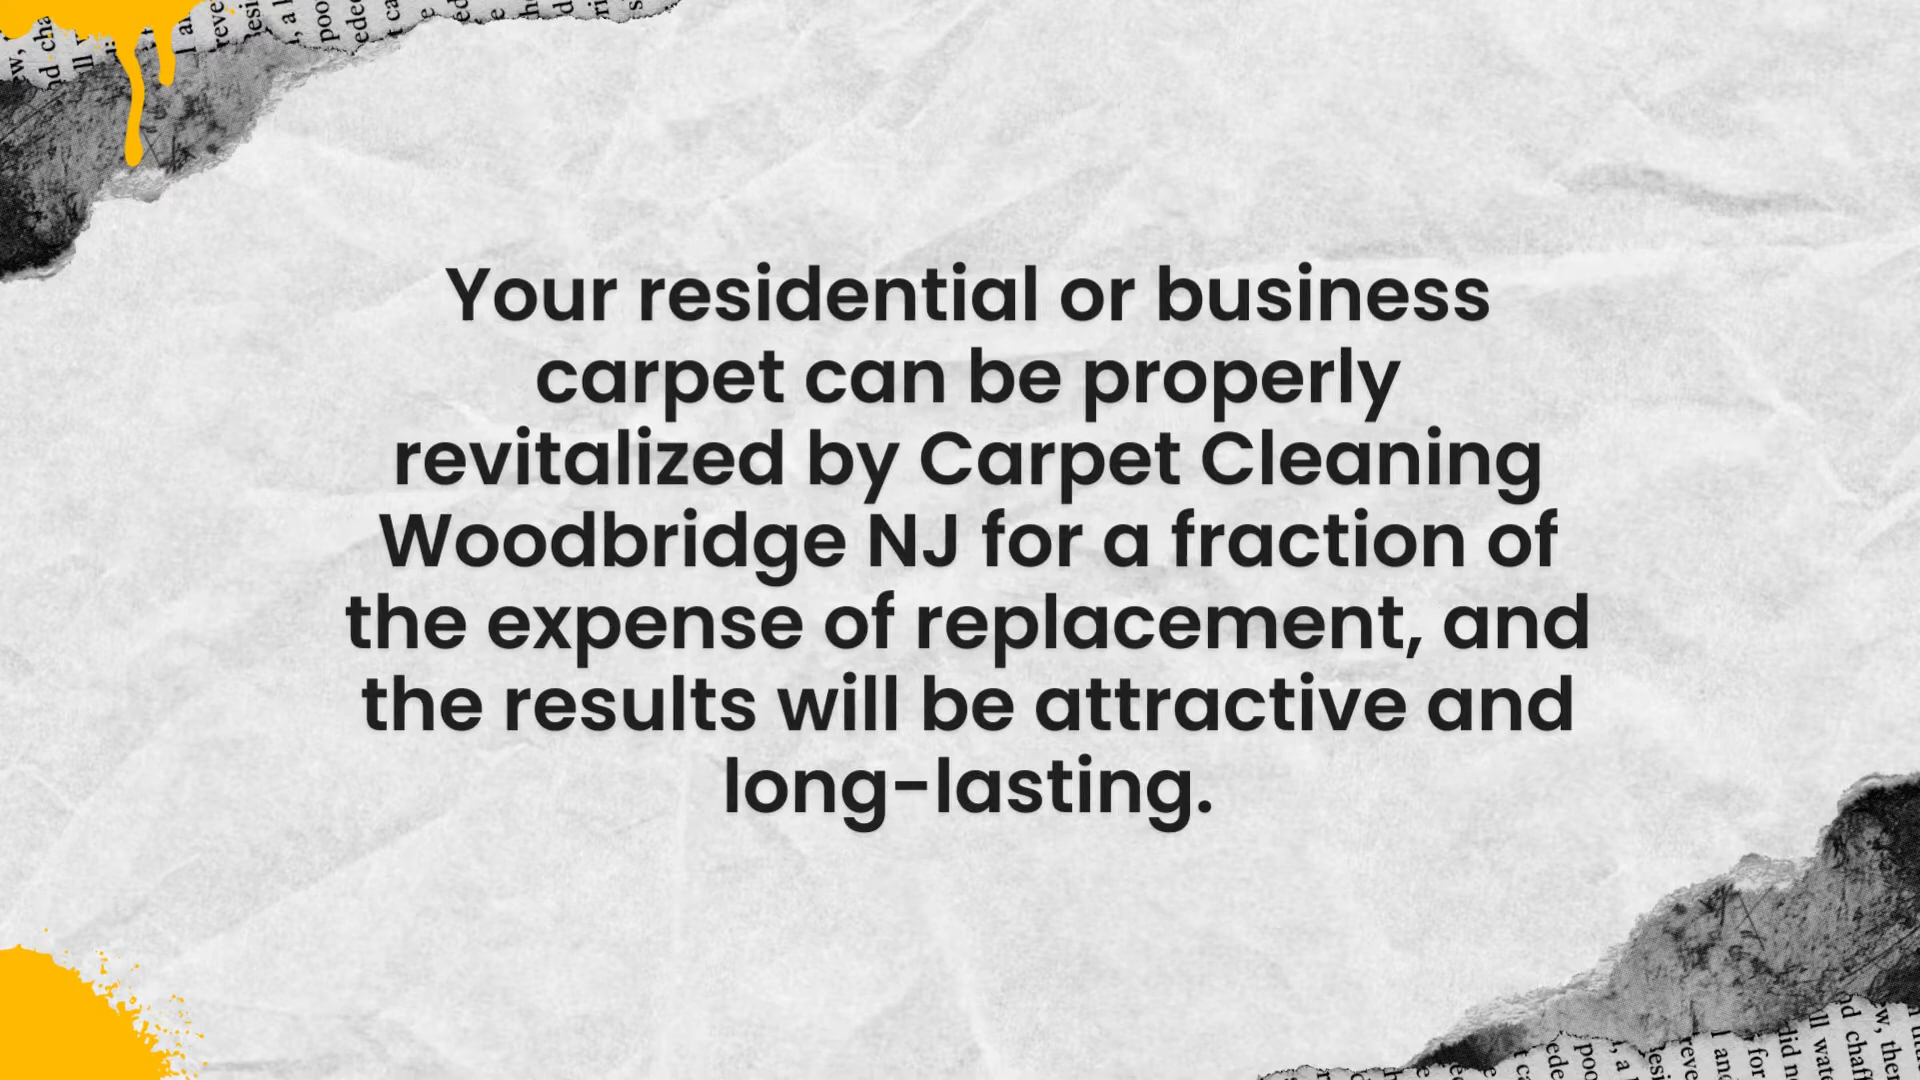 Your residential or business
carpet can be properly
revitalized by Carpet Cleaning
Woodbridge NJ for a fraction of
the expense of replacement, and
the results will be attractive and
long-lasting.